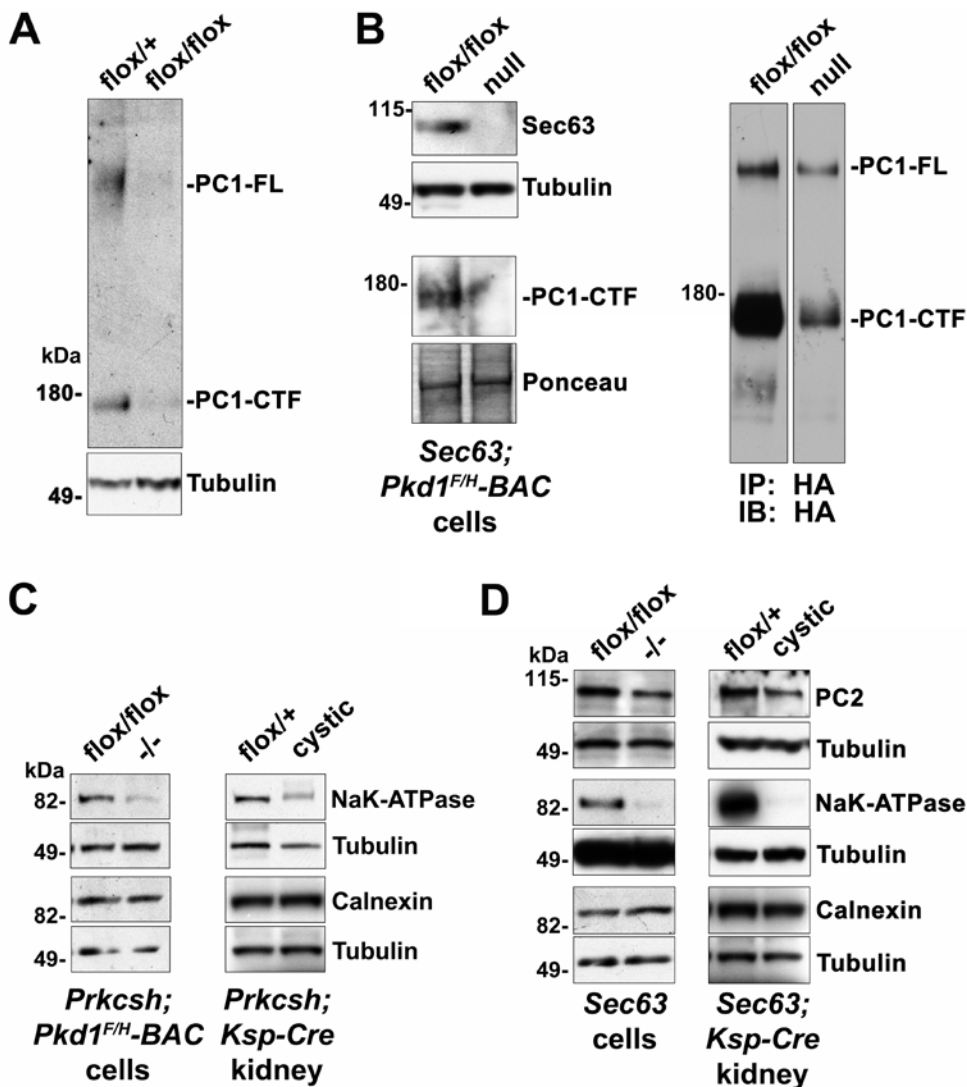 A
flox/+
flox/flox
-PC1-FL
kDa
180-
-PC1-CTF
49-
Tubulin
B
flox/flox
null
115-
Sec63
Tubulin
49-
180-
-PC1-CTF
Ponceau
Sec63;
Pkd1F/H-BAC
cells
flox/flox
null
-PC1-FL
180-
-PC1-CTF
IP: HA
IB: HA
C
flox/flox
-/-
flox/+
cystic
kDa
82-
NaK-ATPase
49-
Tubulin
82-
Calnexin
49-
Tubulin
Prkcsh;
Pkd1F/H-BAC
cells
Prkcsh;
Ksp-Cre
kidney
D
flox/flox
-/-
flox/+
cystic
kDa
115-
PC2
49-
Tubulin
82-
NaK-ATPase
49-
Tubulin
82-
Calnexin
49-
Tubulin
Sec63
cells
Sec63;
Ksp-Cre
kidney